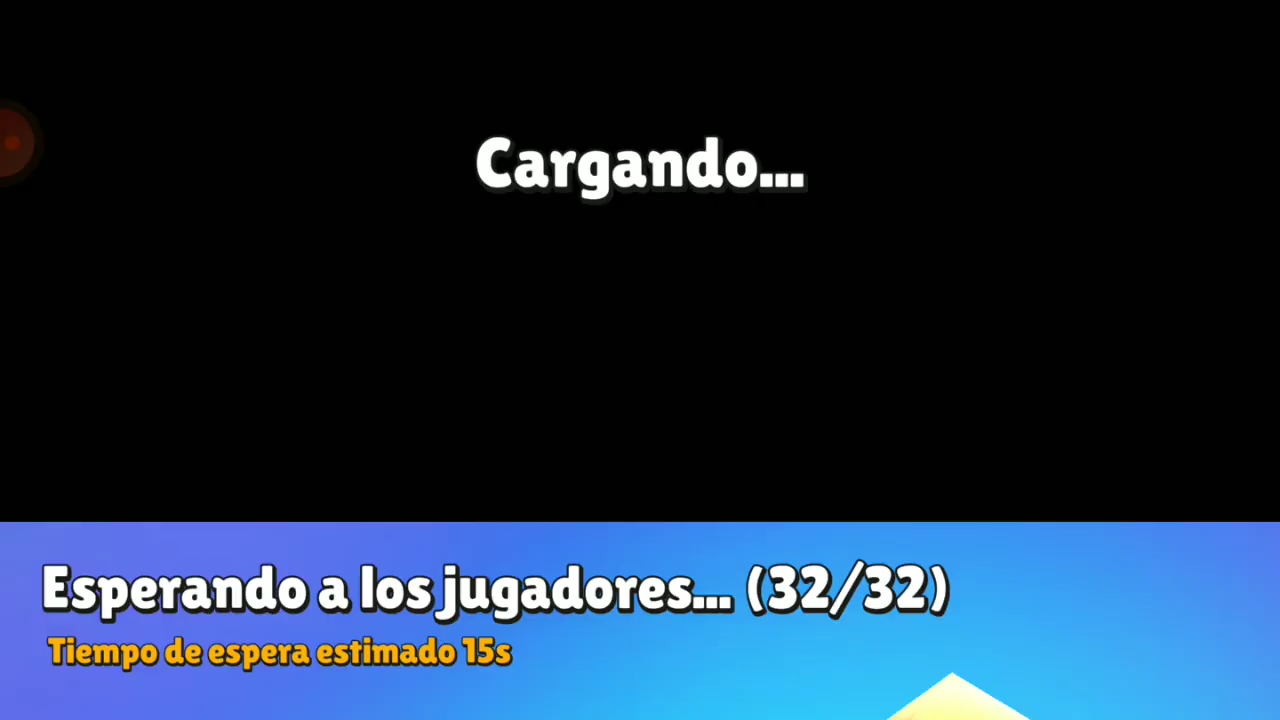 Cargando...
Esperando a los jugadores... (32/32)
Tiempo de espera estimado 15s